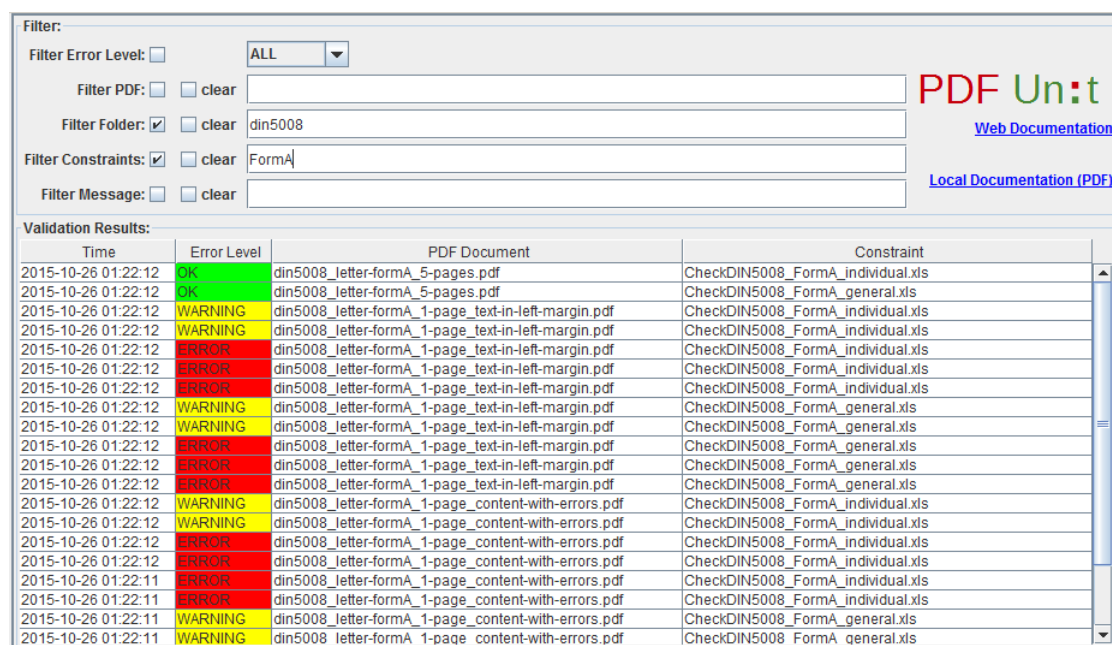 Filter:
Filter Error Level: ALL
Filter PDF: clear
PDF Un:t
Filter Folder: clear din5008
Web Documentation
Filter Constraints: clear FormA
Local Documentation (PDF)
Filter Message: clear
Validation Results:
Time Error Level PDF Document Constraint
2015-10-26 01:22:12 OK din5008_letter-formA_5-pages.pdf CheckDIN5008_FormA_individual.xls
2015-10-26 01:22:12 OK din5008_letter-formA_5-pages.pdf CheckDIN5008_FormA_general.xls
2015-10-26 01:22:12 WARNING din5008_letter-formA_1-page_text-in-left-margin.pdf CheckDIN5008_FormA_individual.xls
2015-10-26 01:22:12 WARNING din5008_letter-formA_1-page_text-in-left-margin.pdf CheckDIN5008_FormA_individual.xls
2015-10-26 01:22:12 ERROR din5008_letter-formA_1-page_text-in-left-margin.pdf CheckDIN5008_FormA_individual.xls
2015-10-26 01:22:12 ERROR din5008_letter-formA_1-page_text-in-left-margin.pdf CheckDIN5008_FormA_individual.xls
2015-10-26 01:22:12 ERROR din5008_letter-formA_1-page_text-in-left-margin.pdf CheckDIN5008_FormA_individual.xls
2015-10-26 01:22:12 WARNING din5008_letter-formA_1-page_text-in-left-margin.pdf CheckDIN5008_FormA_general.xls
2015-10-26 01:22:12 WARNING din5008_letter-formA_1-page_text-in-left-margin.pdf CheckDIN5008_FormA_general.xls
2015-10-26 01:22:12 ERROR din5008_letter-formA_1-page_text-in-left-margin.pdf CheckDIN5008_FormA_general.xls
2015-10-26 01:22:12 ERROR din5008_letter-formA_1-page_text-in-left-margin.pdf CheckDIN5008_FormA_general.xls
2015-10-26 01:22:12 ERROR din5008_letter-formA_1-page_text-in-left-margin.pdf CheckDIN5008_FormA_general.xls
2015-10-26 01:22:12 WARNING din5008_letter-formA_1-page_content-with-errors.pdf CheckDIN5008_FormA_individual.xls
2015-10-26 01:22:12 WARNING din5008_letter-formA_1-page_content-with-errors.pdf CheckDIN5008_FormA_individual.xls
2015-10-26 01:22:12 ERROR din5008_letter-formA_1-page_content-with-errors.pdf CheckDIN5008_FormA_individual.xls
2015-10-26 01:22:11 ERROR din5008_letter-formA_1-page_content-with-errors.pdf CheckDIN5008_FormA_individual.xls
2015-10-26 01:22:11 ERROR din5008_letter-formA_1-page_content-with-errors.pdf CheckDIN5008_FormA_individual.xls
2015-10-26 01:22:11 WARNING din5008_letter-formA_1-page_content-with-errors.pdf CheckDIN5008_FormA_general.xls
2015-10-26 01:22:11 WARNING din5008_letter-formA_1-page_content-with-errors.pdf CheckDIN5008_FormA_general.xls